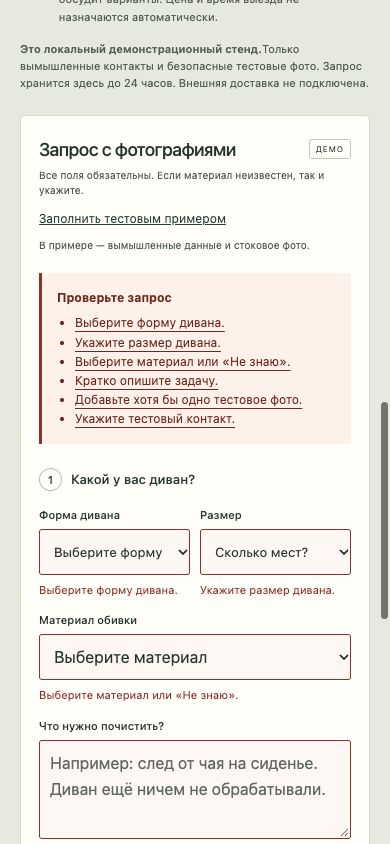 обсудит варианты. Цена и время выезда не
назначаются автоматически.
Это локальный демонстрационный стенд.Только
вымышленные контакты и безопасные тестовые фото. Запрос
хранится здесь до 24 часов. Внешняя доставка не подключена.
Запрос с фотографиями
ДЕМО
Все поля обязательны. Если материал неизвестен, так и
укажите.
Заполнить тестовым примером
В примере — вымышленные данные и стоковое фото.
Проверьте запрос
Выберите форму дивана.
Укажите размер дивана.
Выберите материал или «Не знаю».
Кратко опишите задачу.
Добавьте хотя бы одно тестовое фото.
Укажите тестовый контакт.
1 Какой у вас диван?
Форма дивана
Размер
Выберите форму
Сколько мест?
Выберите форму дивана.
Укажите размер дивана.
Материал обивки
Выберите материал
Выберите материал или «Не знаю».
Что нужно почистить?
Например: след от чая на сиденье.
Диван ещё ничем не обрабатывали.